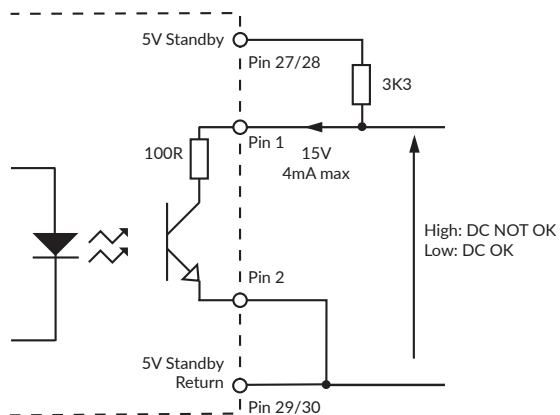 5V Standby
Pin 27/28
3K3
Pin 1
100R
15V
4mA max
High: DC NOT OK
Low: DC OK
Pin 2
5V Standby
Return
Pin 29/30